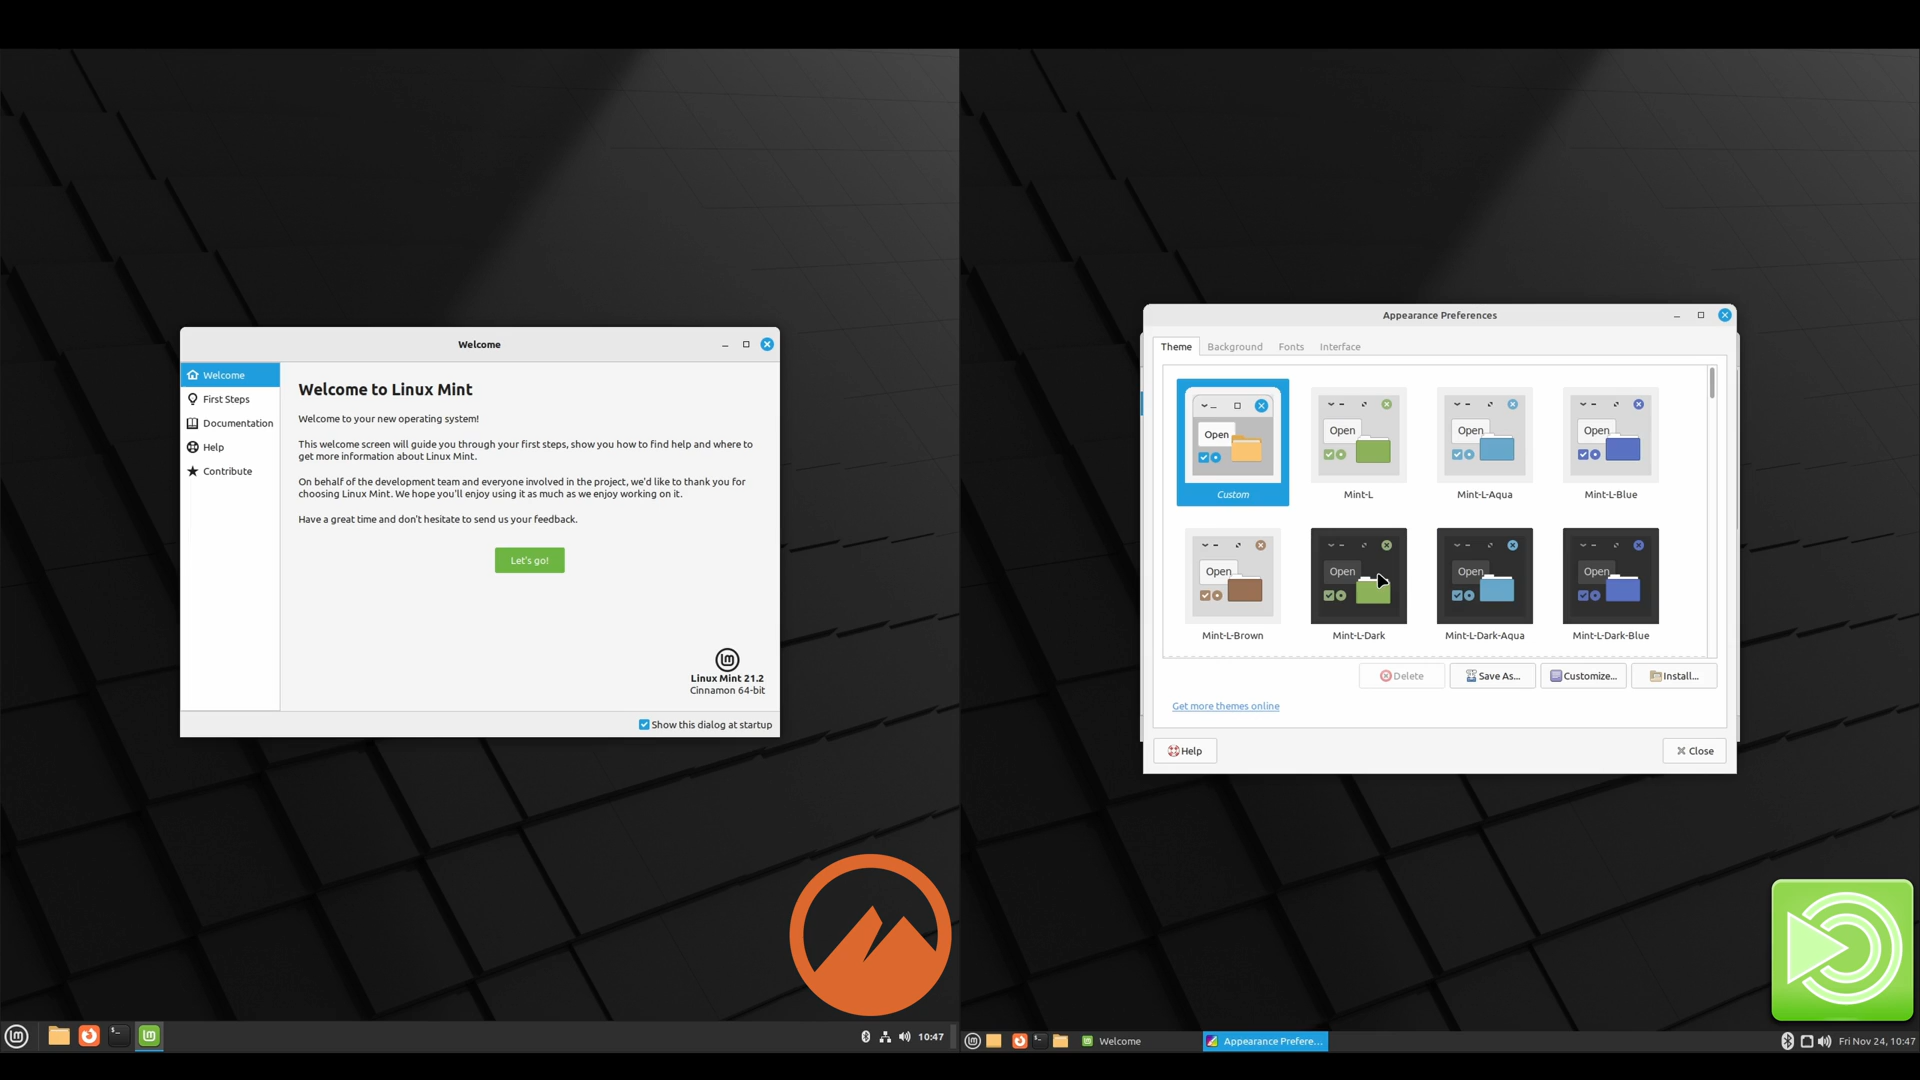 Welcome
Welcome
First Steps
Documentation
Help
Contribute
Welcome to Linux Mint
Welcome to your new operating system!
This welcome screen will guide you through your first steps, show you how to find help and where to
get more information about Linux Mint.
On behalf of the development team and everyone involved in the project, we'd like to thank you for
choosing Linux Mint. We hope you'll enjoy using it as much as we enjoy working on it.
Have a great time and don't hesitate to send us your feedback.
Let's go!
Linux Mint 21.2
Cinnamon 64-bit
Show this dialog at startup
10:47
Appearance Preferences
Theme Background Fonts Interface
Open Open Open Open
Custom Mint-L Mint-L-Aqua Mint-L-Blue
Open Open Open Open
Mint-L-Brown Mint-L-Dark Mint-L-Dark-Aqua Mint-L-Dark-Blue
Delete Save As... Customize... Install...
Get more themes online
Help Close
Welcome Appearance Prefere... Fri Nov 24, 10:47